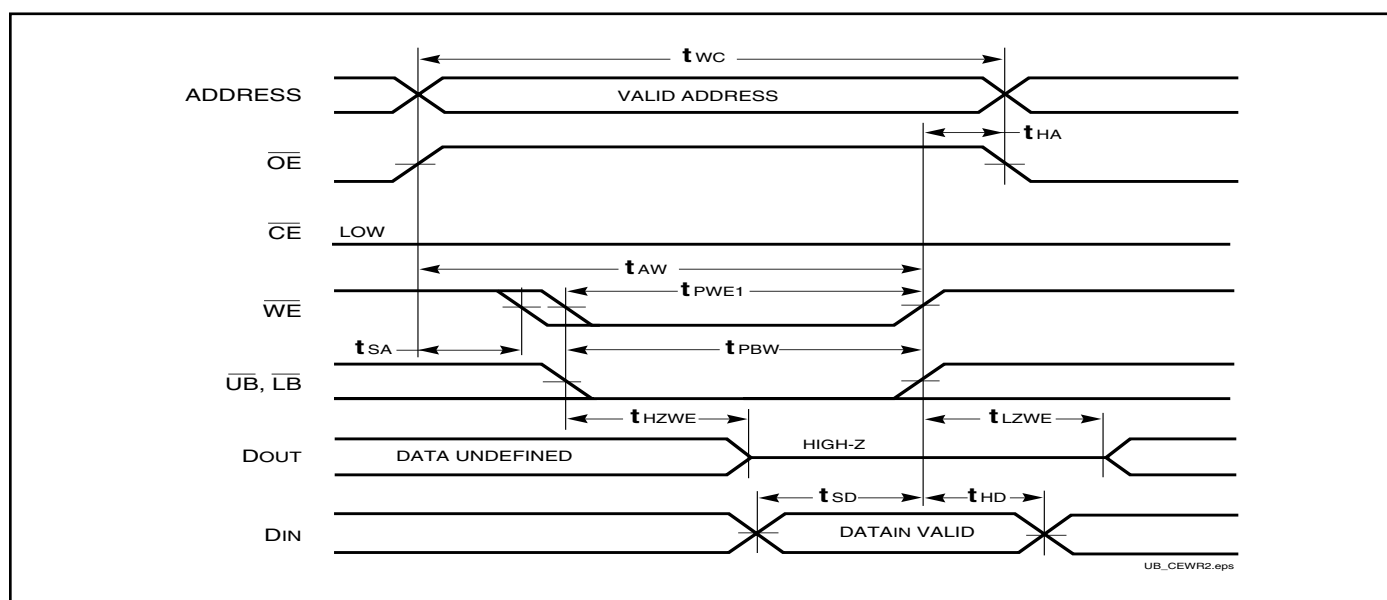 tWC
ADDRESS
VALID ADDRESS
tHA
OE
CE
LOW
tAW
WE
tPWE1
tSA
tPBW
UB, LB
tHZWE
tLZWE
DOUT
DATA UNDEFINED
HIGH-Z
tSD
tHD
DIN
DATAIN VALID
UB_CEWR2.eps